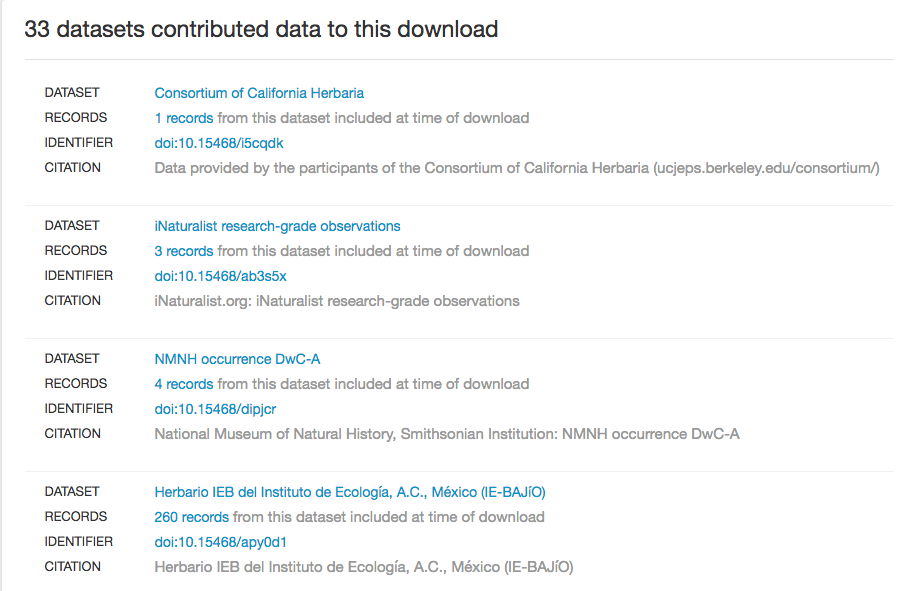 33 datasets contributed data to this download
DATASET Consortium of California Herbaria
RECORDS 1 records from this dataset included at time of download
IDENTIFIER doi:10.15468/i5cqdk
CITATION Data provided by the participants of the Consortium of California Herbaria (ucjeps.berkeley.edu/consortium/)
DATASET iNaturalist research-grade observations
RECORDS 3 records from this dataset included at time of download
IDENTIFIER doi:10.15468/ab3s5x
CITATION iNaturalist.org: iNaturalist research-grade observations
DATASET NMNH occurrence DwC-A
RECORDS 4 records from this dataset included at time of download
IDENTIFIER doi:10.15468/dipjcr
CITATION National Museum of Natural History, Smithsonian Institution: NMNH occurrence DwC-A
DATASET Herbario IEB del Instituto de Ecología, A.C., México (IE-BAJíO)
RECORDS 260 records from this dataset included at time of download
IDENTIFIER doi:10.15468/apy0d1
CITATION Herbario IEB del Instituto de Ecología, A.C., México (IE-BAJíO)